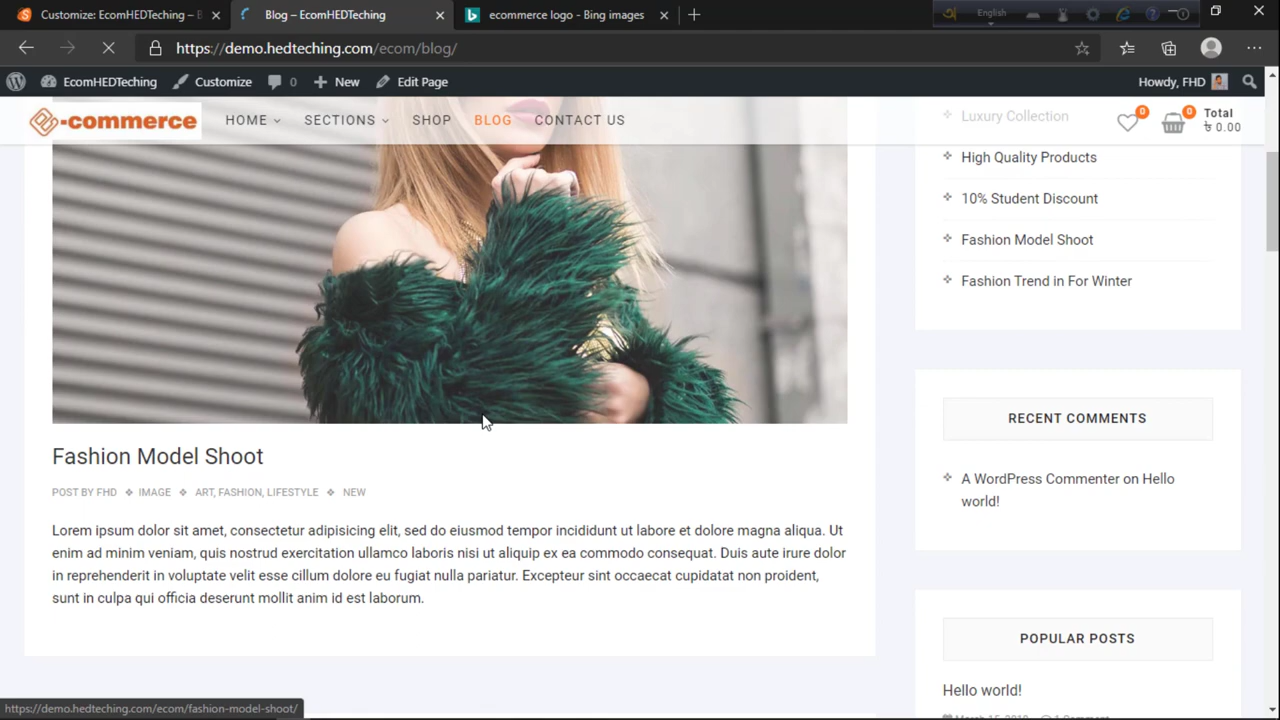 Customize: EcomHEDTeching – B
Blog – EcomHEDTeching
ecommerce logo - Bing images
English
https://demo.hedteching.com/ecom/blog/
EcomHEDTeching
Customize
0
New
Edit Page
Howdy, FHD
-commerce
HOME
SECTIONS
SHOP
BLOG
CONTACT US
0
0
Total
৳ 0.00
Luxury Collection
High Quality Products
10% Student Discount
Fashion Model Shoot
Fashion Trend in For Winter
RECENT COMMENTS
A WordPress Commenter on Hello
world!
POPULAR POSTS
Hello world!
Fashion Model Shoot
POST BY FHD ❖ IMAGE ❖ ART, FASHION, LIFESTYLE ❖ NEW
Lorem ipsum dolor sit amet, consectetur adipisicing elit, sed do eiusmod tempor incididunt ut labore et dolore magna aliqua. Ut
enim ad minim veniam, quis nostrud exercitation ullamco laboris nisi ut aliquip ex ea commodo consequat. Duis aute irure dolor
in reprehenderit in voluptate velit esse cillum dolore eu fugiat nulla pariatur. Excepteur sint occaecat cupidatat non proident,
sunt in culpa qui officia deserunt mollit anim id est laborum.
https://demo.hedteching.com/ecom/fashion-model-shoot/